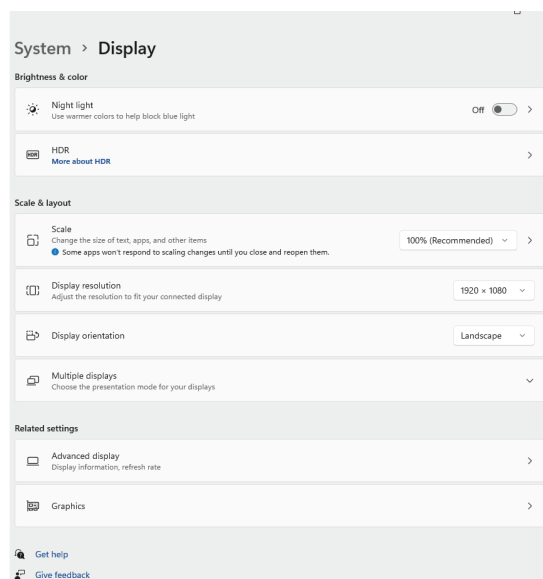 System > Display
Brightness & color
Night light
Use warmer colors to help block blue light
Off
HDR
HDR
More about HDR
Scale & layout
Scale
Change the size of text, apps, and other items
Some apps won't respond to scaling changes until you close and reopen them.
100% (Recommended)
Display resolution
Adjust the resolution to fit your connected display
1920 × 1080
Display orientation
Landscape
Multiple displays
Choose the presentation mode for your displays
Related settings
Advanced display
Display information, refresh rate
Graphics
Get help
Give feedback